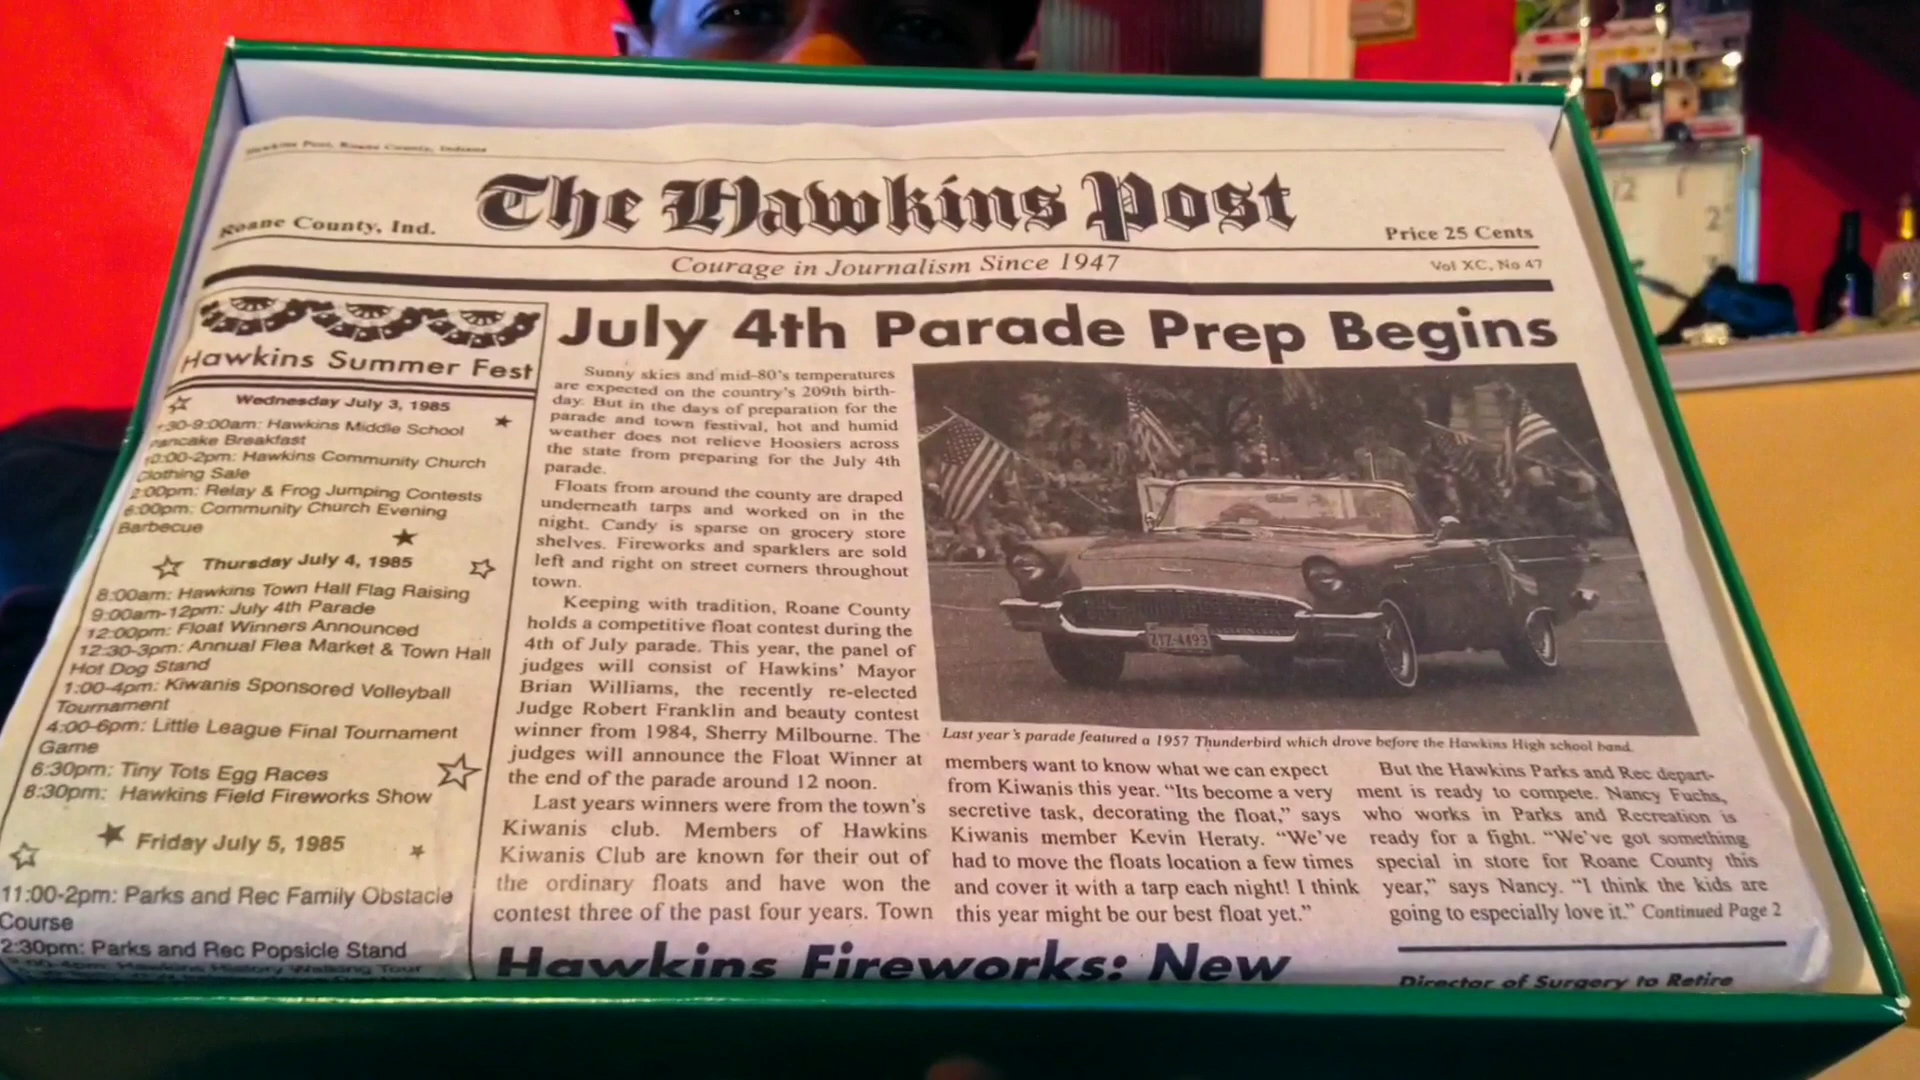 Hawkins Post, Roane County, Indiana
The Hawkins Post
Roane County, Ind.
Price 25 Cents
Courage in Journalism Since 1947
Vol XC, No 47
Hawkins Summer Fest
Wednesday July 3, 1985
:30-9:00am: Hawkins Middle School
Pancake Breakfast
10:00-2pm: Hawkins Community Church
Clothing Sale
2:00pm: Relay & Frog Jumping Contests
6:00pm: Community Church Evening
Barbecue
Thursday July 4, 1985
8:00am: Hawkins Town Hall Flag Raising
9:00am-12pm: July 4th Parade
12:00pm: Float Winners Announced
12:30-3pm: Annual Flea Market & Town Hall
Hot Dog Stand
1:00-4pm: Kiwanis Sponsored Volleyball
Tournament
4:00-6pm: Little League Final Tournament
Game
6:30pm: Tiny Tots Egg Races
8:30pm: Hawkins Field Fireworks Show
Friday July 5, 1985
11:00-2pm: Parks and Rec Family Obstacle
Course
2:30pm: Parks and Rec Popsicle Stand
Hawkins History Walking Tour
July 4th Parade Prep Begins
Sunny skies and mid-80's temperatures
are expected on the country's 209th birth-
day. But in the days of preparation for the
parade and town festival, hot and humid
weather does not relieve Hoosiers across
the state from preparing for the July 4th
parade.
Floats from around the county are draped
underneath tarps and worked on in the
night. Candy is sparse on grocery store
shelves. Fireworks and sparklers are sold
left and right on street corners throughout
town.
Keeping with tradition, Roane County
holds a competitive float contest during the
4th of July parade. This year, the panel of
judges will consist of Hawkins' Mayor
Brian Williams, the recently re-elected
Judge Robert Franklin and beauty contest
winner from 1984, Sherry Milbourne. The
judges will announce the Float Winner at
the end of the parade around 12 noon.
Last years winners were from the town's
Kiwanis club. Members of Hawkins
Kiwanis Club are known for their out of
the ordinary floats and have won the
contest three of the past four years. Town
Last year's parade featured a 1957 Thunderbird which drove before the Hawkins High school band.
members want to know what we can expect
from Kiwanis this year. “Its become a very
secretive task, decorating the float,” says
Kiwanis member Kevin Heraty. “We've
had to move the floats location a few times
and cover it with a tarp each night! I think
this year might be our best float yet.”
But the Hawkins Parks and Rec depart-
ment is ready to compete. Nancy Fuchs,
who works in Parks and Recreation is
ready for a fight. “We've got something
special in store for Roane County this
year,” says Nancy. “I think the kids are
going to especially love it.” Continued Page 2
Hawkins Fireworks: New
Director of Surgery to Retire
12 1
2